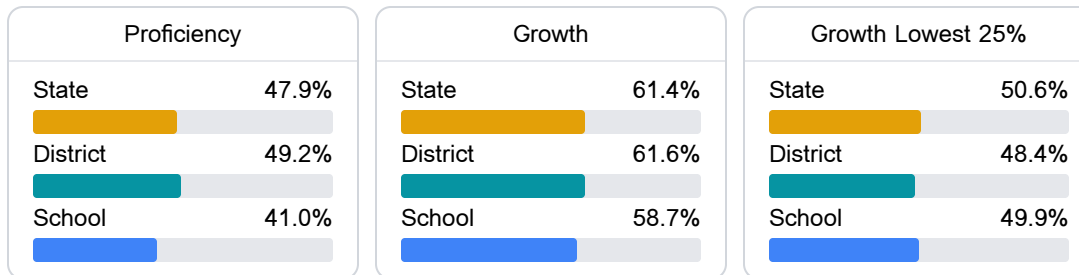 Proficiency
State 47.9%
District 49.2%
School 41.0%
Growth
State 61.4%
District 61.6%
School 58.7%
Growth Lowest 25%
State 50.6%
District 48.4%
School 49.9%